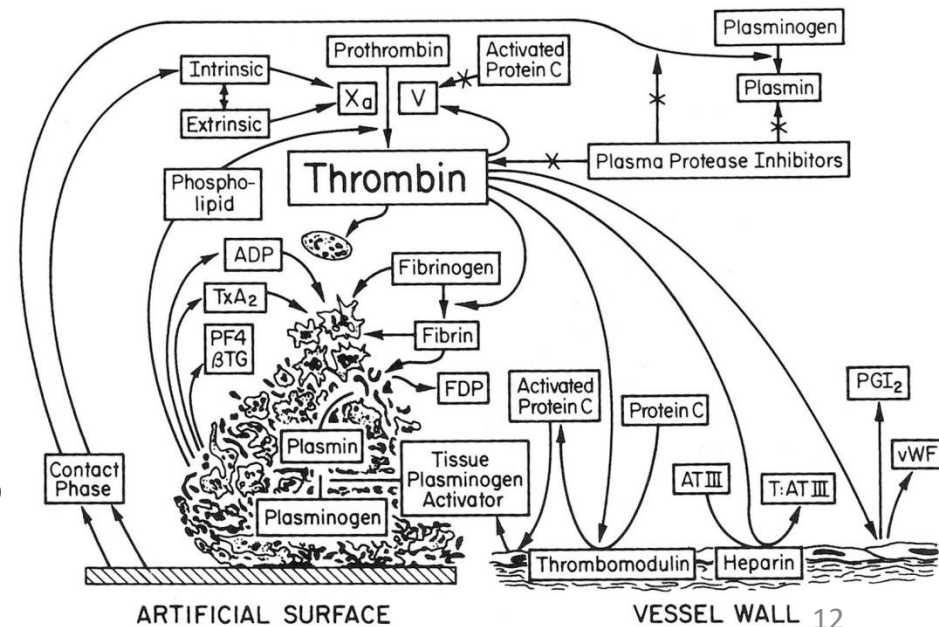 Plasminogen
Prothrombin
Activated
Protein C
Intrinsic
Xa
V
Plasmin
Extrinsic
Plasma Protease Inhibitors
Thrombin
Phospho-
lipid
ADP
Fibrinogen
TxA₂
PF4
βTG
Fibrin
FDP
Activated
Protein C
Protein C
PGI₂
vWF
Plasmin
Tissue
Plasminogen
Activator
Contact
Phase
ATIII
T:ATIII
Plasminogen
Thrombomodulin
Heparin
ARTIFICIAL SURFACE
VESSEL WALL
12